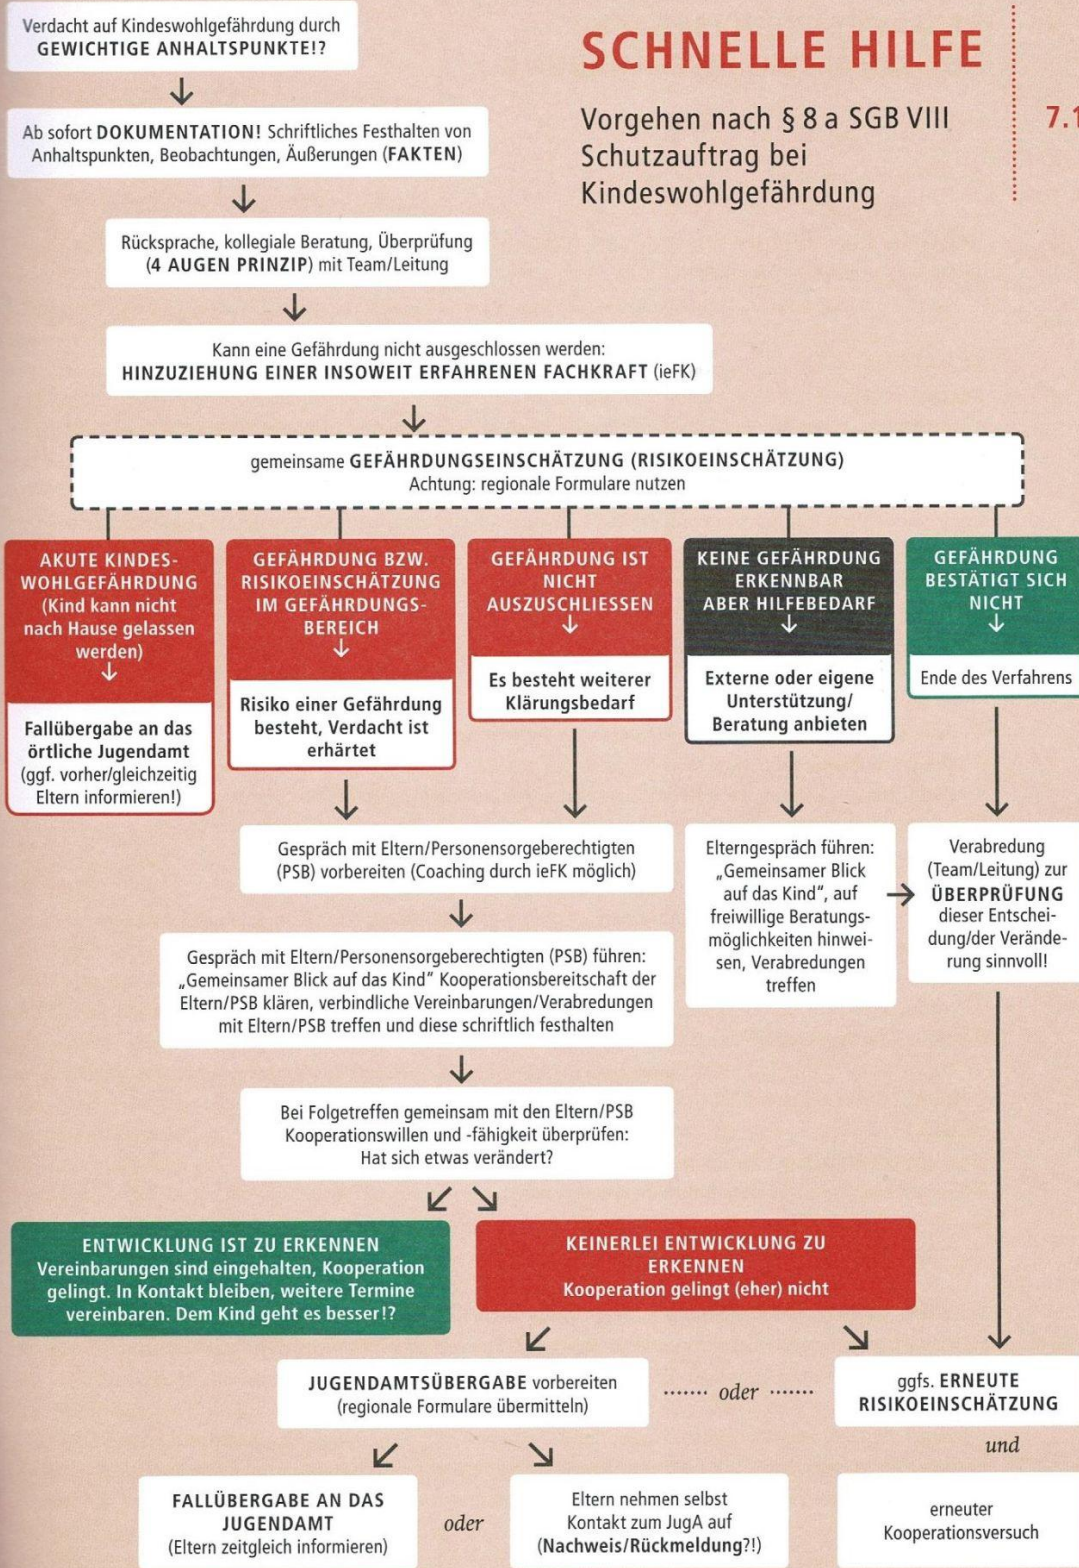 Verdacht auf Kindeswohlgefährdung durch
GEWICHTIGE ANHALTSPUNKTE!?
SCHNELLE HILFE
Vorgehen nach § 8 a SGB VIII
Schutzauftrag bei
Kindeswohlgefährdung
7.1
Ab sofort DOKUMENTATION! Schriftliches Festhalten von
Anhaltspunkten, Beobachtungen, Äußerungen (FAKTEN)
Rücksprache, kollegiale Beratung, Überprüfung
(4 AUGEN PRINZIP) mit Team/Leitung
Kann eine Gefährdung nicht ausgeschlossen werden:
HINZUZIEHUNG EINER INSOWEIT ERFAHRENEN FACHKRAFT (ieFK)
gemeinsame GEFÄHRDUNGSEINSCHÄTZUNG (RISIKOEINSCHÄTZUNG)
Achtung: regionale Formulare nutzen
AKUTE KINDES-
WOHLGEFÄHRDUNG
(Kind kann nicht
nach Hause gelassen
werden)
Fallübergabe an das
örtliche Jugendamt
(ggf. vorher/gleichzeitig
Eltern informieren!)
GEFÄHRDUNG BZW.
RISIKOEINSCHÄTZUNG
IM GEFÄHRDUNGS-
BEREICH
Risiko einer Gefährdung
besteht, Verdacht ist
erhärtet
GEFÄHRDUNG IST
NICHT
AUSZUSCHLIESSEN
Es besteht weiterer
Klärungsbedarf
KEINE GEFÄHRDUNG
ERKENNBAR
ABER HILFEBEDARF
Externe oder eigene
Unterstützung/
Beratung anbieten
GEFÄHRDUNG
BESTÄTIGT SICH
NICHT
Ende des Verfahrens
Gespräch mit Eltern/Personensorgeberechtigten
(PSB) vorbereiten (Coaching durch ieFK möglich)
Elterngespräch führen:
„Gemeinsamer Blick
auf das Kind“, auf
freiwillige Beratungs-
möglichkeiten hinwei-
sen, Verabredungen
treffen
Verabredung
(Team/Leitung) zur
ÜBERPRÜFUNG
dieser Entschei-
dung/der Verände-
rung sinnvoll!
Gespräch mit Eltern/Personensorgeberechtigten (PSB) führen:
„Gemeinsamer Blick auf das Kind“ Kooperationsbereitschaft der
Eltern/PSB klären, verbindliche Vereinbarungen/Verabredungen
mit Eltern/PSB treffen und diese schriftlich festhalten
Bei Folgetreffen gemeinsam mit den Eltern/PSB
Kooperationswillen und -fähigkeit überprüfen:
Hat sich etwas verändert?
ENTWICKLUNG IST ZU ERKENNEN
Vereinbarungen sind eingehalten, Kooperation
gelingt. In Kontakt bleiben, weitere Termine
vereinbaren. Dem Kind geht es besser!?
KEINERLEI ENTWICKLUNG ZU
ERKENNEN
Kooperation gelingt (eher) nicht
JUGENDAMTSÜBERGABE vorbereiten
(regionale Formulare übermitteln)
....... oder .......
ggfs. ERNEUTE
RISIKOEINSCHÄTZUNG
und
FALLÜBERGABE AN DAS
JUGENDAMT
(Eltern zeitgleich informieren)
oder
Eltern nehmen selbst
Kontakt zum JugA auf
(Nachweis/Rückmeldung?!)
erneuter
Kooperationsversuch